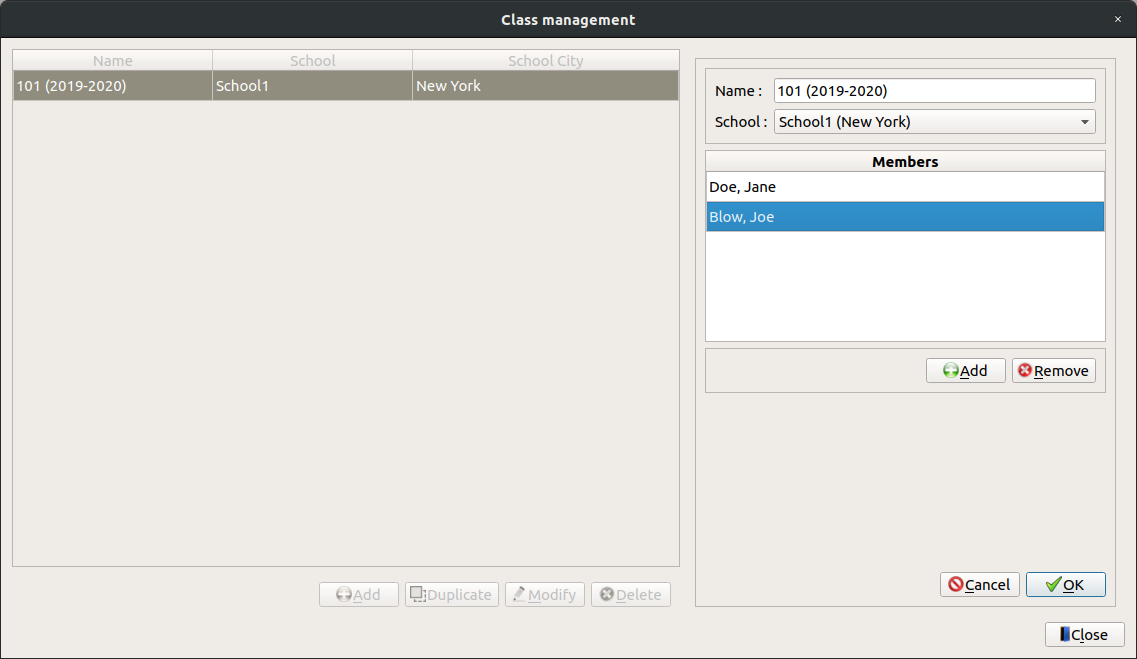 Class management
×
Name School School City
101 (2019-2020) School1 New York
Name : 101 (2019-2020)
School : School1 (New York)
Members
Doe, Jane
Blow, Joe
Add Remove
Cancel OK
Add Duplicate Modify Delete
Close